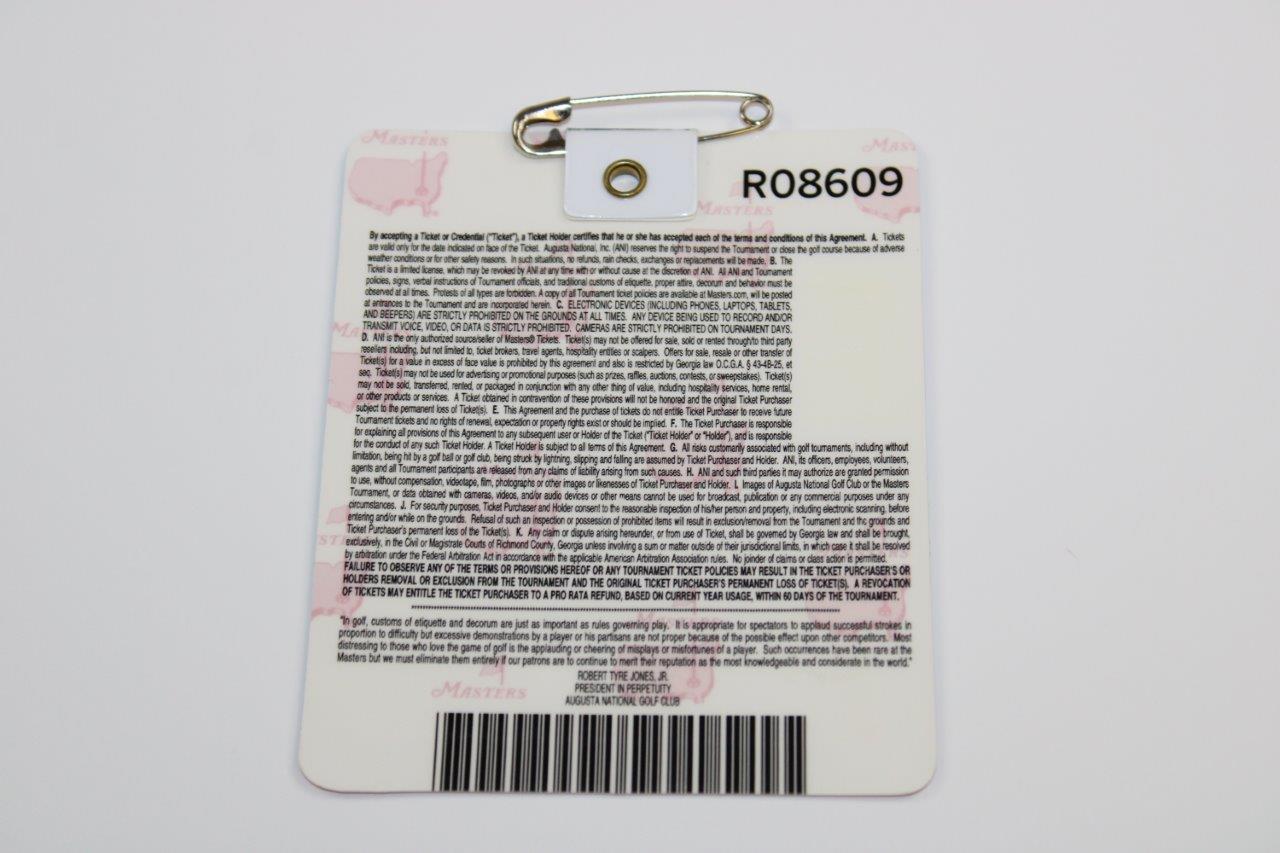 MASTERS
MAS
R08609
MASTERS
By accepting a Ticket or Credential ("Ticket"), a Ticket Holder certifies that he or she has accepted each of the terms and conditions of this Agreement. A. Tickets
are valid only for the date indicated on face of the Ticket. Augusta National, Inc. (ANI) reserves the right to suspend the Tournament or close the golf course because of adverse
weather conditions or for other safety reasons. In such situations, no refunds, rain checks, exchanges or replacements will be made. B. The
Ticket is a limited license, which may be revoked by ANI at any time with or without cause at the discretion of ANI. All ANI and Tournament
policies, signs, verbal instructions of Tournament officials, and traditional customs of etiquette, proper attire, decorum and behavior must be
observed at all times. Protests of all types are forbidden. A copy of all Tournament ticket policies are available at Masters.com, will be posted
at entrances to the Tournament and are incorporated herein. C. ELECTRONIC DEVICES (INCLUDING PHONES, LAPTOPS, TABLETS,
AND BEEPERS) ARE STRICTLY PROHIBITED ON THE GROUNDS AT ALL TIMES. ANY DEVICE BEING USED TO RECORD AND/OR
TRANSMIT VOICE, VIDEO, OR DATA IS STRICTLY PROHIBITED. CAMERAS ARE STRICTLY PROHIBITED ON TOURNAMENT DAYS.
D. ANI is the only authorized source/seller of Masters® Tickets. Ticket(s) may not be offered for sale, sold or rented through/to third party
resellers including, but not limited to, ticket brokers, travel agents, hospitality entities or scalpers. Offers for sale, resale or other transfer of
Ticket(s) for a value in excess of face value is prohibited by this agreement and also is restricted by Georgia law O.C.G.A. § 43-4B-25, et
seq. Ticket(s) may not be used for advertising or promotional purposes (such as prizes, raffles, auctions, contests, or sweepstakes). Ticket(s)
may not be sold, transferred, rented, or packaged in conjunction with any other thing of value, including hospitality services, home rental,
or other products or services. A Ticket obtained in contravention of these provisions will not be honored and the original Ticket Purchaser
subject to the permanent loss of Ticket(s). E. This Agreement and the purchase of tickets do not entitle Ticket Purchaser to receive future
Tournament tickets and no rights of renewal, expectation or property rights exist or should be implied. F. The Ticket Purchaser is responsible
for explaining all provisions of this Agreement to any subsequent user or Holder of the Ticket ("Ticket Holder" or "Holder"), and is responsible
for the conduct of any such Ticket Holder. A Ticket Holder is subject to all terms of this Agreement. G. All risks customarily associated with golf tournaments, including without
limitation, being hit by a golf ball or golf club, being struck by lightning, slipping and falling are assumed by Ticket Purchaser and Holder. ANI, its officers, employees, volunteers,
agents and all Tournament participants are released from any claims of liability arising from such causes. H. ANI and such third parties it may authorize are granted permission
to use, without compensation, videotape, film, photographs or other images or likenesses of Ticket Purchaser and Holder. I. Images of Augusta National Golf Club or the Masters
Tournament, or data obtained with cameras, videos, and/or audio devices or other means cannot be used for broadcast, publication or any commercial purposes under any
circumstances. J. For security purposes, Ticket Purchaser and Holder consent to the reasonable inspection of his/her person and property, including electronic scanning, before
entering and/or while on the grounds. Refusal of such an inspection or possession of prohibited items will result in exclusion/removal from the Tournament and the grounds and
Ticket Purchaser's permanent loss of the Ticket(s). K. Any claim or dispute arising hereunder, or from use of Ticket, shall be governed by Georgia law and shall be brought,
exclusively, in the Civil or Magistrate Courts of Richmond County, Georgia unless involving a sum or matter outside of their jurisdictional limits, in which case it shall be resolved
by arbitration under the Federal Arbitration Act in accordance with the applicable American Arbitration Association rules. No joinder of claims or class action is permitted.
FAILURE TO OBSERVE ANY OF THE TERMS OR PROVISIONS HEREOF OR ANY TOURNAMENT TICKET POLICIES MAY RESULT IN THE TICKET PURCHASER'S OR
HOLDERS REMOVAL OR EXCLUSION FROM THE TOURNAMENT AND THE ORIGINAL TICKET PURCHASER'S PERMANENT LOSS OF TICKET(S). A REVOCATION
OF TICKETS MAY ENTITLE THE TICKET PURCHASER TO A PRO RATA REFUND, BASED ON CURRENT YEAR USAGE, WITHIN 60 DAYS OF THE TOURNAMENT.
"In golf, customs of etiquette and decorum are just as important as rules governing play. It is appropriate for spectators to applaud successful strokes in
proportion to difficulty but excessive demonstrations by a player or his partisans are not proper because of the possible effect upon other competitors. Most
distressing to those who love the game of golf is the applauding or cheering of misplays or misfortunes of a player. Such occurrences have been rare at the
Masters but we must eliminate them entirely if our patrons are to continue to merit their reputation as the most knowledgeable and considerate in the world."
ROBERT TYRE JONES, JR.
PRESIDENT IN PERPETUITY
AUGUSTA NATIONAL GOLF CLUB
MASTERS